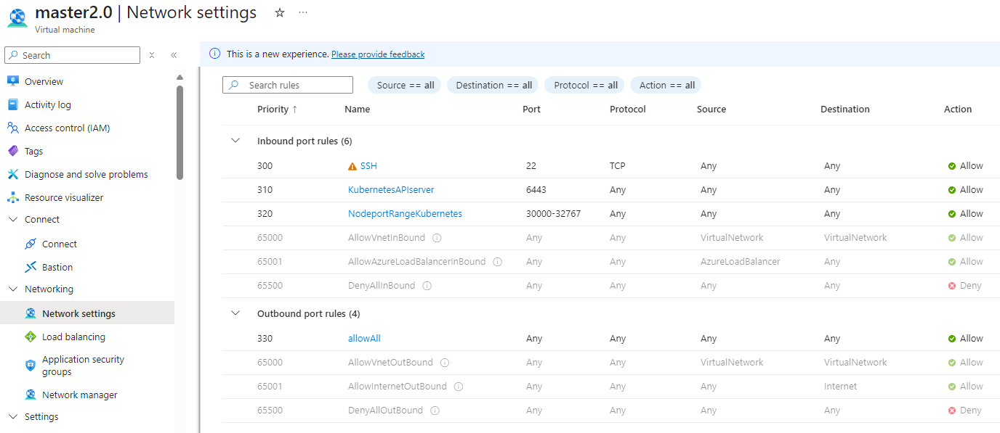 master2.0 | Network settings ☆ ···
Virtual machine
Search
This is a new experience. Please provide feedback
Overview
Activity log
Access control (IAM)
Tags
Diagnose and solve problems
Resource visualizer
Connect
Connect
Bastion
Networking
Network settings
Load balancing
Application security
groups
Network manager
Settings
Search rules Source == all Destination == all Protocol == all Action == all
Priority ↑ Name Port Protocol Source Destination Action
Inbound port rules (6)
300 SSH 22 TCP Any Any Allow
310 KubernetesAPIserver 6443 Any Any Any Allow
320 NodeportRangeKubernetes 30000-32767 Any Any Any Allow
65000 AllowVnetInBound Any Any VirtualNetwork VirtualNetwork Allow
65001 AllowAzureLoadBalancerInBound Any Any AzureLoadBalancer Any Allow
65500 DenyAllInBound Any Any Any Any Deny
Outbound port rules (4)
330 allowAll Any Any Any Any Allow
65000 AllowVnetOutBound Any Any VirtualNetwork VirtualNetwork Allow
65001 AllowInternetOutBound Any Any Any Internet Allow
65500 DenyAllOutBound Any Any Any Any Deny